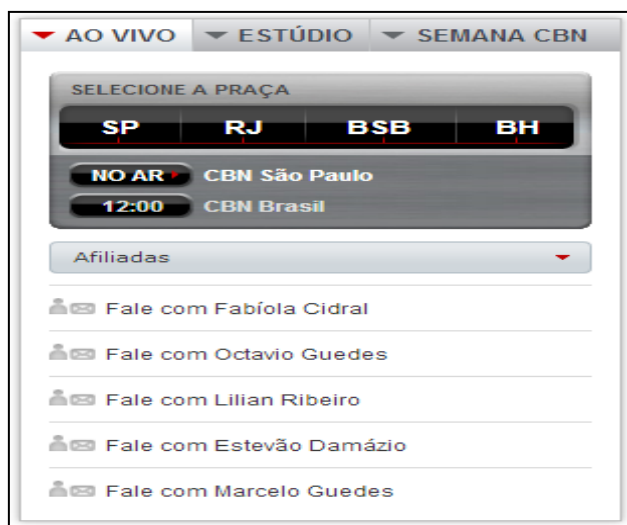 AO VIVO ESTÚDIO SEMANA CBN
SELECIONE A PRAÇA
SP RJ BSB BH
NO AR CBN São Paulo
12:00 CBN Brasil
Afiliadas
Fale com Fabíola Cidral
Fale com Octavio Guedes
Fale com Lilian Ribeiro
Fale com Estevão Damázio
Fale com Marcelo Guedes